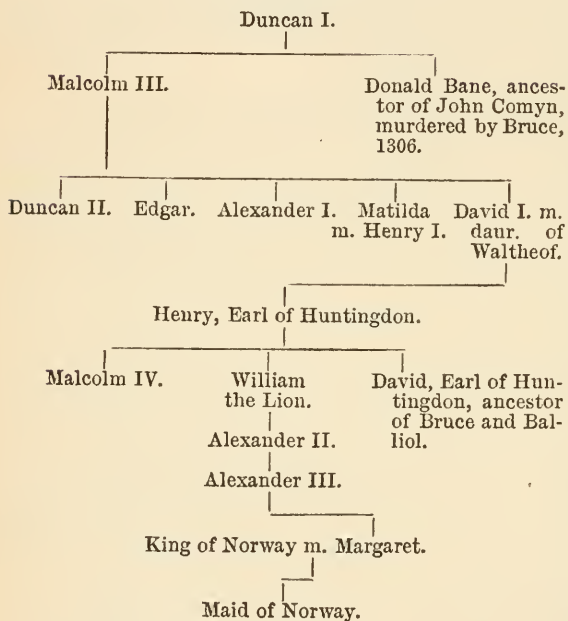 Duncan I.
Malcolm III.
Donald Bane, ances-
tor of John Comyn,
murdered by Bruce,
1306.
Duncan II. Edgar. Alexander I. Matilda
m. Henry I.
David I. m.
daur. of
Waltheof.
Henry, Earl of Huntingdon.
Malcolm IV.
William
the Lion.
David, Earl of Hun-
tingdon, ancestor
of Bruce and Bal-
liol.
Alexander II.
Alexander III.
King of Norway m. Margaret.
Maid of Norway.